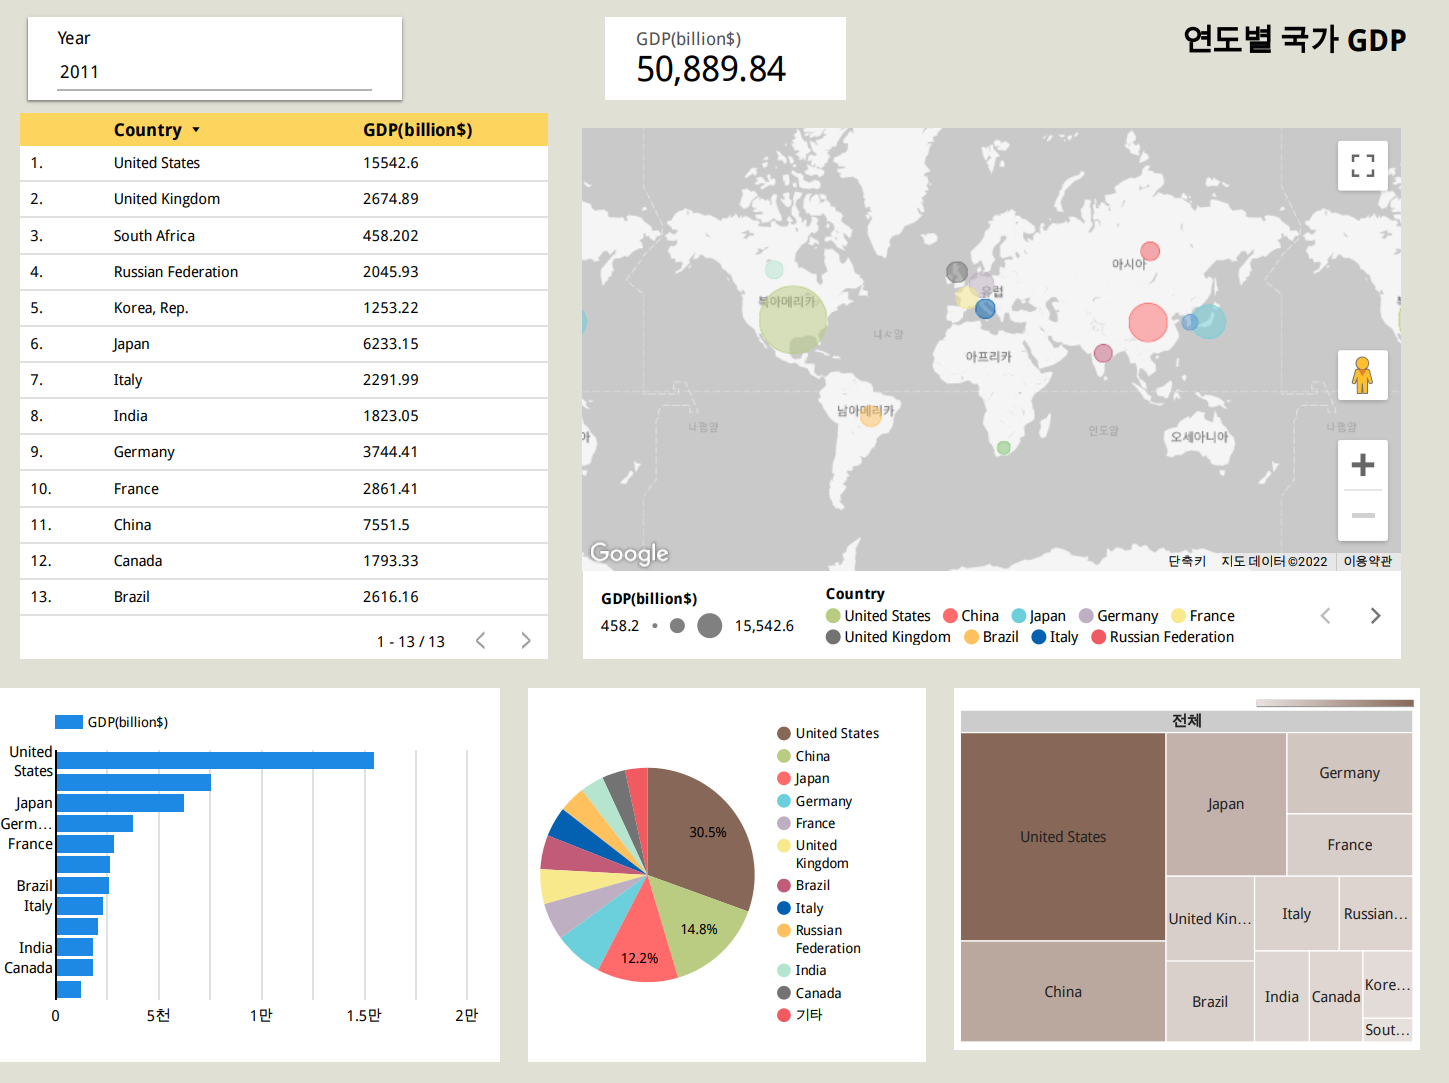 Year
2011
GDP(billion$)
50,889.84
연도별 국가 GDP
Country GDP(billion$)
1. United States 15542.6
2. United Kingdom 2674.89
3. South Africa 458.202
4. Russian Federation 2045.93
5. Korea, Rep. 1253.22
6. Japan 6233.15
7. Italy 2291.99
8. India 1823.05
9. Germany 3744.41
10. France 2861.41
11. China 7551.5
12. Canada 1793.33
13. Brazil 2616.16
1 - 13 / 13
아시아
북아메리카
유럽
아프리카
남아메리카
인도양
오세아니아
Google
단축키 지도 데이터 ©2022 이용약관
GDP(billion$)
458.2 15,542.6
Country
United States China Japan Germany France
United Kingdom Brazil Italy Russian Federation
GDP(billion$)
United
States
Japan
Germ…
France
Brazil
Italy
India
Canada
0 5천 1만 1.5만 2만
30.5%
14.8%
12.2%
United States
China
Japan
Germany
France
United
Kingdom
Brazil
Italy
Russian
Federation
India
Canada
기타
전체
United States
Japan
Germany
France
United Kin…
Italy
Russian…
China
Brazil
India
Canada
Kore…
Sout…